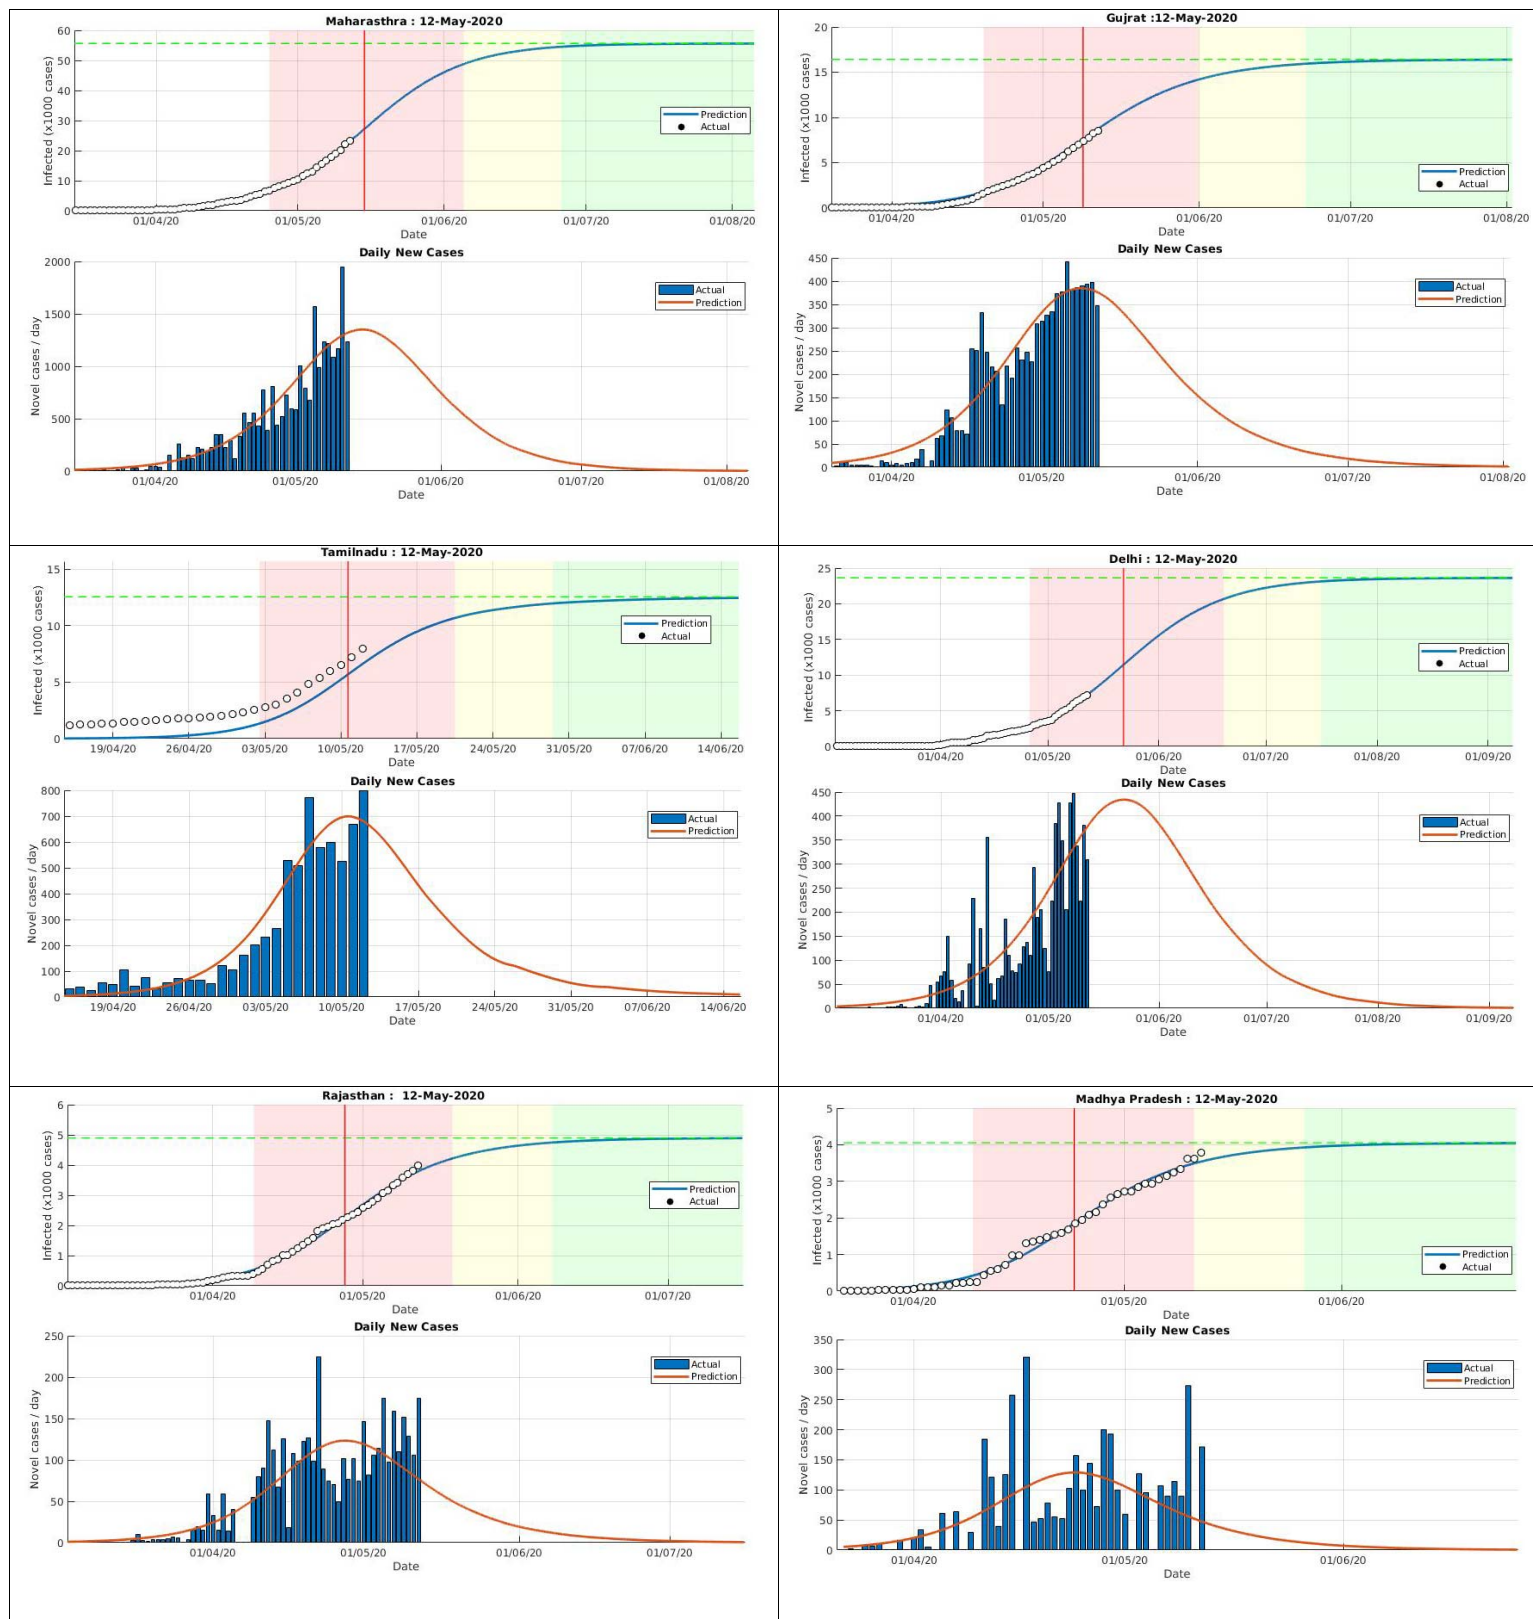 Maharasthra : 12-May-2020
Infected (x1000 cases)
60
50
40
30
20
10
0
Prediction
Actual
01/04/20 01/05/20 01/06/20 01/07/20 01/08/20
Date
Daily New Cases
Novel cases / day
2000
1500
1000
500
0
Actual
Prediction
01/04/20 01/05/20 01/06/20 01/07/20 01/08/20
Date
Gujrat :12-May-2020
Infected (x1000 cases)
20
15
10
5
0
Prediction
Actual
01/04/20 01/05/20 01/06/20 01/07/20 01/08/20
Date
Daily New Cases
Novel cases / day
450
400
350
300
250
200
150
100
50
0
Actual
Prediction
01/04/20 01/05/20 01/06/20 01/07/20 01/08/20
Date
Tamilnadu : 12-May-2020
Infected (x1000 cases)
15
10
5
0
Prediction
Actual
19/04/20 26/04/20 03/05/20 10/05/20 17/05/20 24/05/20 31/05/20 07/06/20 14/06/20
Date
Daily New Cases
Novel cases / day
800
700
600
500
400
300
200
100
0
Actual
Prediction
19/04/20 26/04/20 03/05/20 10/05/20 17/05/20 24/05/20 31/05/20 07/06/20 14/06/20
Date
Delhi : 12-May-2020
Infected (x1000 cases)
25
20
15
10
5
0
Prediction
Actual
01/04/20 01/05/20 01/06/20 01/07/20 01/08/20 01/09/20
Date
Daily New Cases
Novel cases / day
450
400
350
300
250
200
150
100
50
0
Actual
Prediction
01/04/20 01/05/20 01/06/20 01/07/20 01/08/20 01/09/20
Date
Rajasthan : 12-May-2020
Infected (x1000 cases)
6
5
4
3
2
1
0
Prediction
Actual
01/04/20 01/05/20 01/06/20 01/07/20
Date
Daily New Cases
Novel cases / day
250
200
150
100
50
0
Actual
Prediction
01/04/20 01/05/20 01/06/20 01/07/20
Date
Madhya Pradesh : 12-May-2020
Infected (x1000 cases)
5
4
3
2
1
0
Prediction
Actual
01/04/20 01/05/20 01/06/20
Date
Daily New Cases
Novel cases / day
350
300
250
200
150
100
50
0
Actual
Prediction
01/04/20 01/05/20 01/06/20
Date